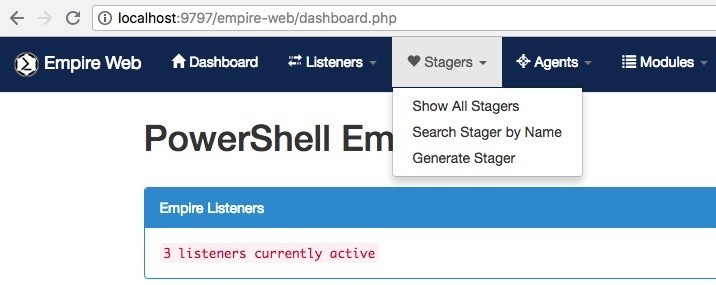 localhost:9797/empire-web/dashboard.php
Empire Web Dashboard Listeners Stagers Agents Modules
Show All Stagers
Search Stager by Name
Generate Stager
PowerShell Em
Empire Listeners
3 listeners currently active